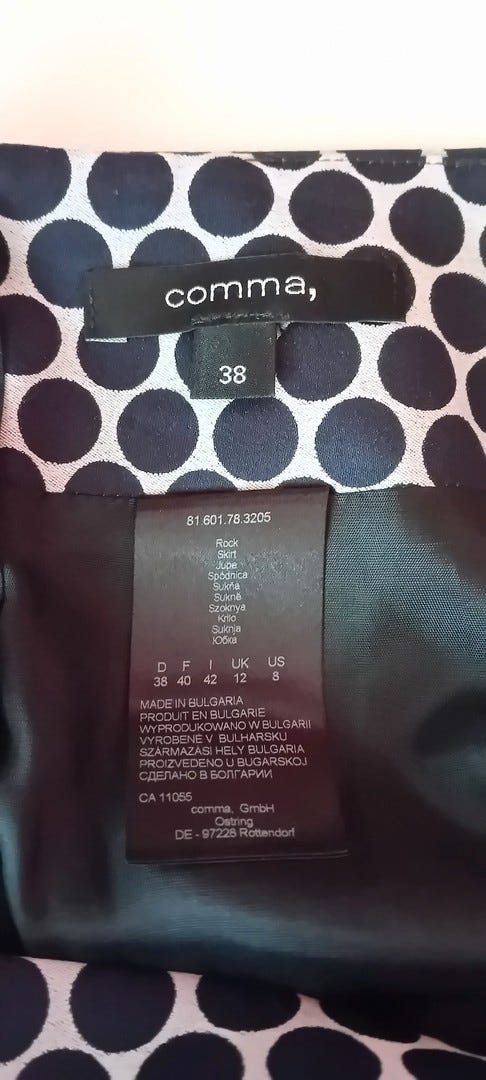 comma,
38
81.601.78.3205
Rock
Skirt
Jupe
Spódnica
Sukňa
Sukně
Szoknya
Krilo
Suknja
Юбка
D F I UK US
38 40 42 12 8
MADE IN BULGARIA
PRODUIT EN BULGARIE
WYPRODUKOWANO W BULGARII
VYROBENÉ V BULHARSKU
SZÁRMAZÁSI HELY BULGARIA
PROIZVEDENO U BUGARSKOJ
СДЕЛАНО В БОЛГАРИИ
CA 11055
comma, GmbH
Ostring
DE - 97228 Rottendorf